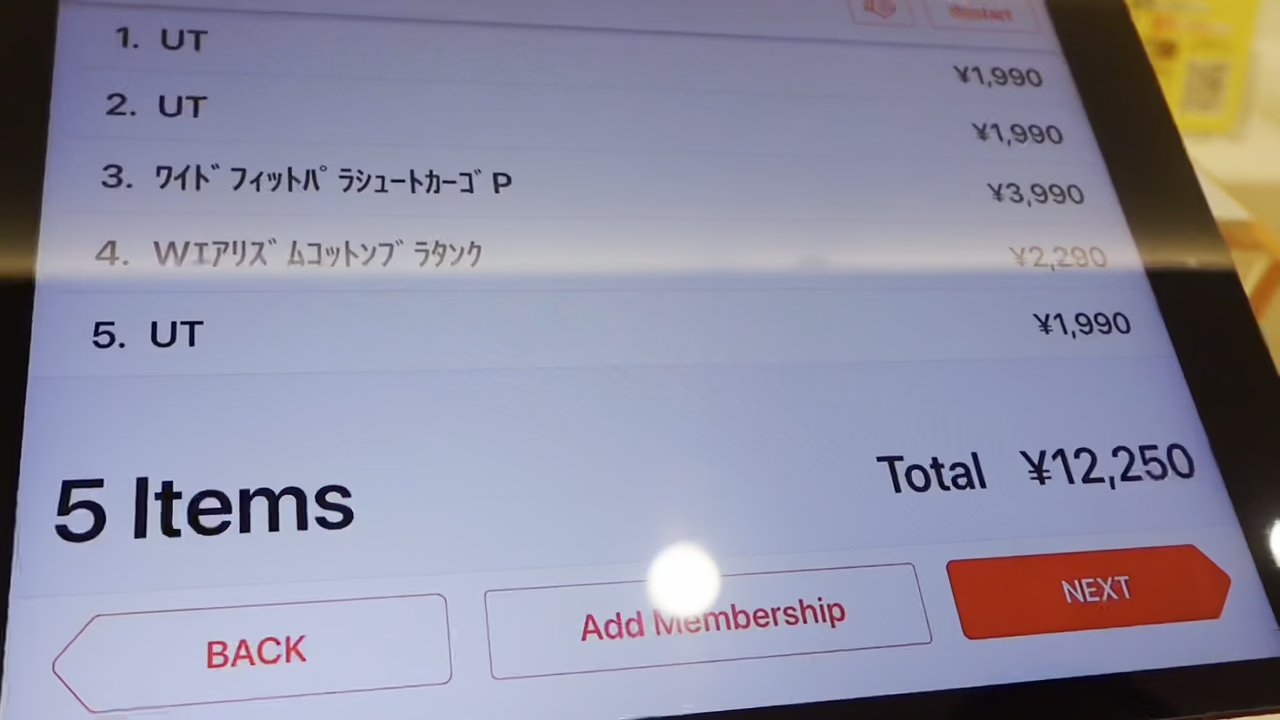 1. UT ¥1,990
2. UT ¥1,990
3. ﾜｲﾄﾞﾌｨｯﾄﾊﾟﾗｼｭｰﾄｶｰｺﾞP ¥3,990
4. Wｴｱﾘｽﾞﾑｺｯﾄﾝﾌﾞﾗﾀﾝｸ ¥2,290
5. UT ¥1,990
5 Items Total ¥12,250
BACK Add Membership NEXT